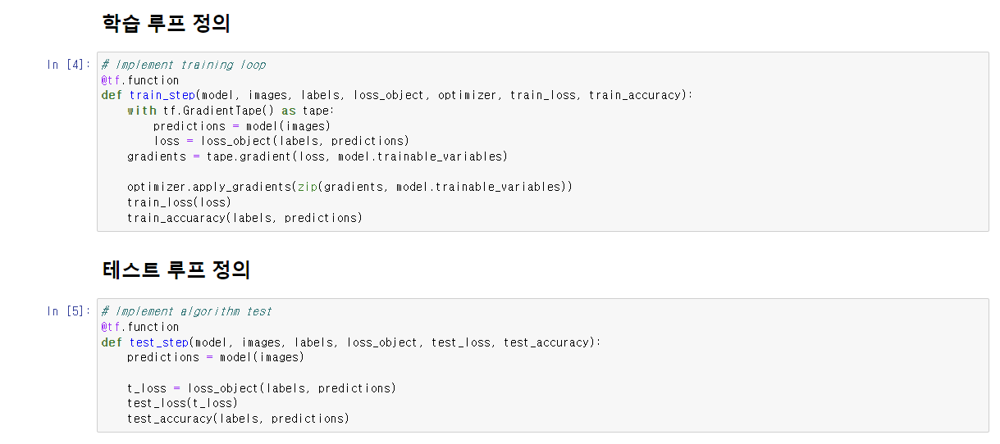 학습 루프 정의
In [4]: # Implement training loop
@tf.function
def train_step(model, images, labels, loss_object, optimizer, train_loss, train_accuracy):
    with tf.GradientTape() as tape:
        predictions = model(images)
        loss = loss_object(labels, predictions)
    gradients = tape.gradient(loss, model.trainable_variables)
    optimizer.apply_gradients(zip(gradients, model.trainable_variables))
    train_loss(loss)
    train_accuaracy(labels, predictions)
테스트 루프 정의
In [5]: # Implement algorithm test
@tf.function
def test_step(model, images, labels, loss_object, test_loss, test_accuracy):
    predictions = model(images)
    t_loss = loss_object(labels, predictions)
    test_loss(t_loss)
    test_accuracy(labels, predictions)